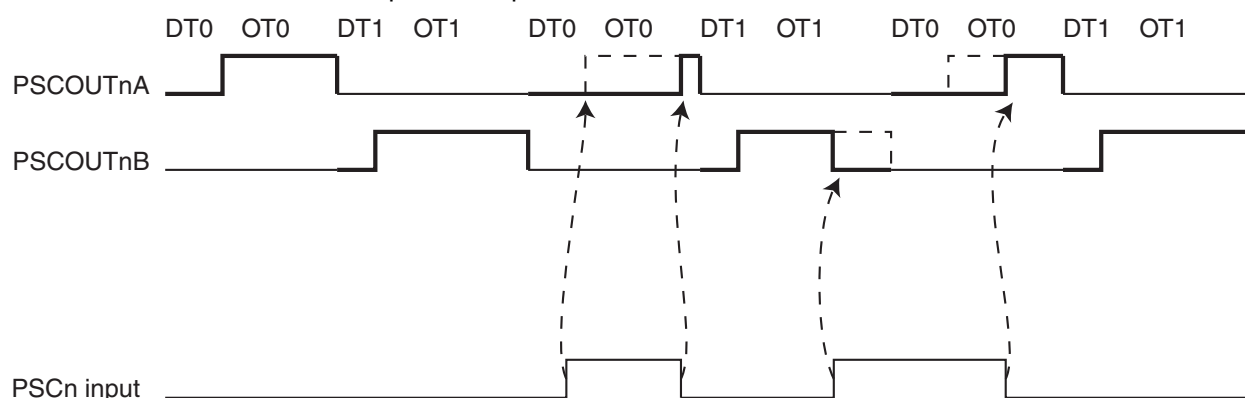 DT0 OT0 DT1 OT1 DT0 OT0 DT1 OT1 DT0 OT0 DT1 OT1
PSCOUTnA
PSCOUTnB
PSCn input